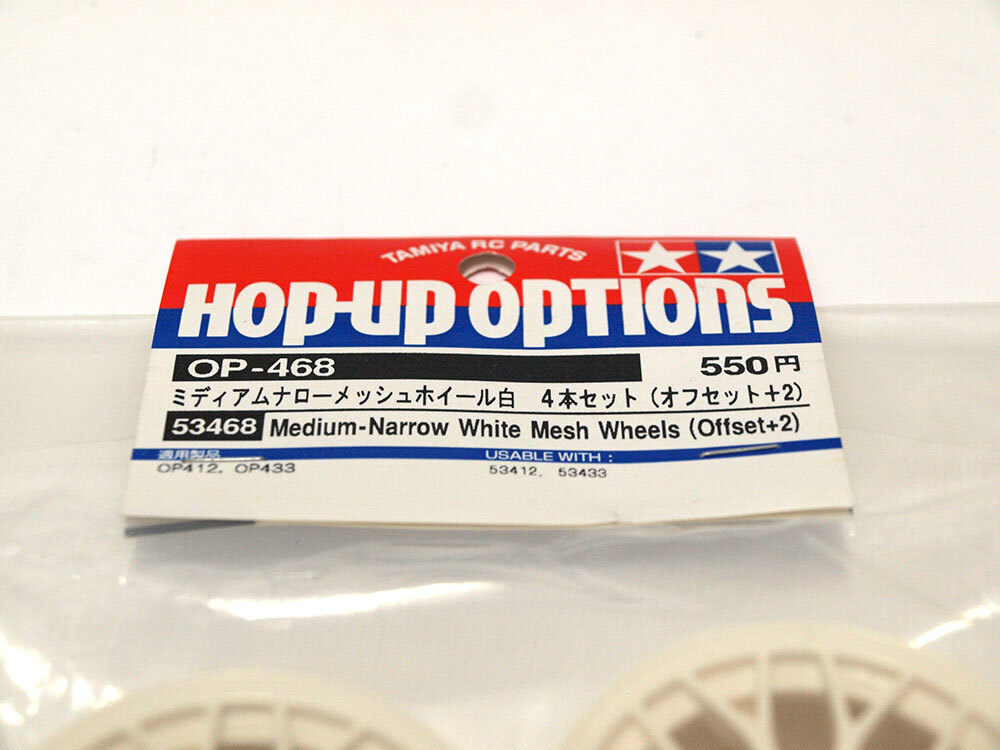 TAMIYA RC PARTS
HOP-UP OPTIONS
OP-468 550円
ミディアムナローメッシュホイール白 4本セット (オフセット+2)
53468 Medium-Narrow White Mesh Wheels (Offset+2)
適用製品 USABLE WITH :
OP412, OP433 53412, 53433